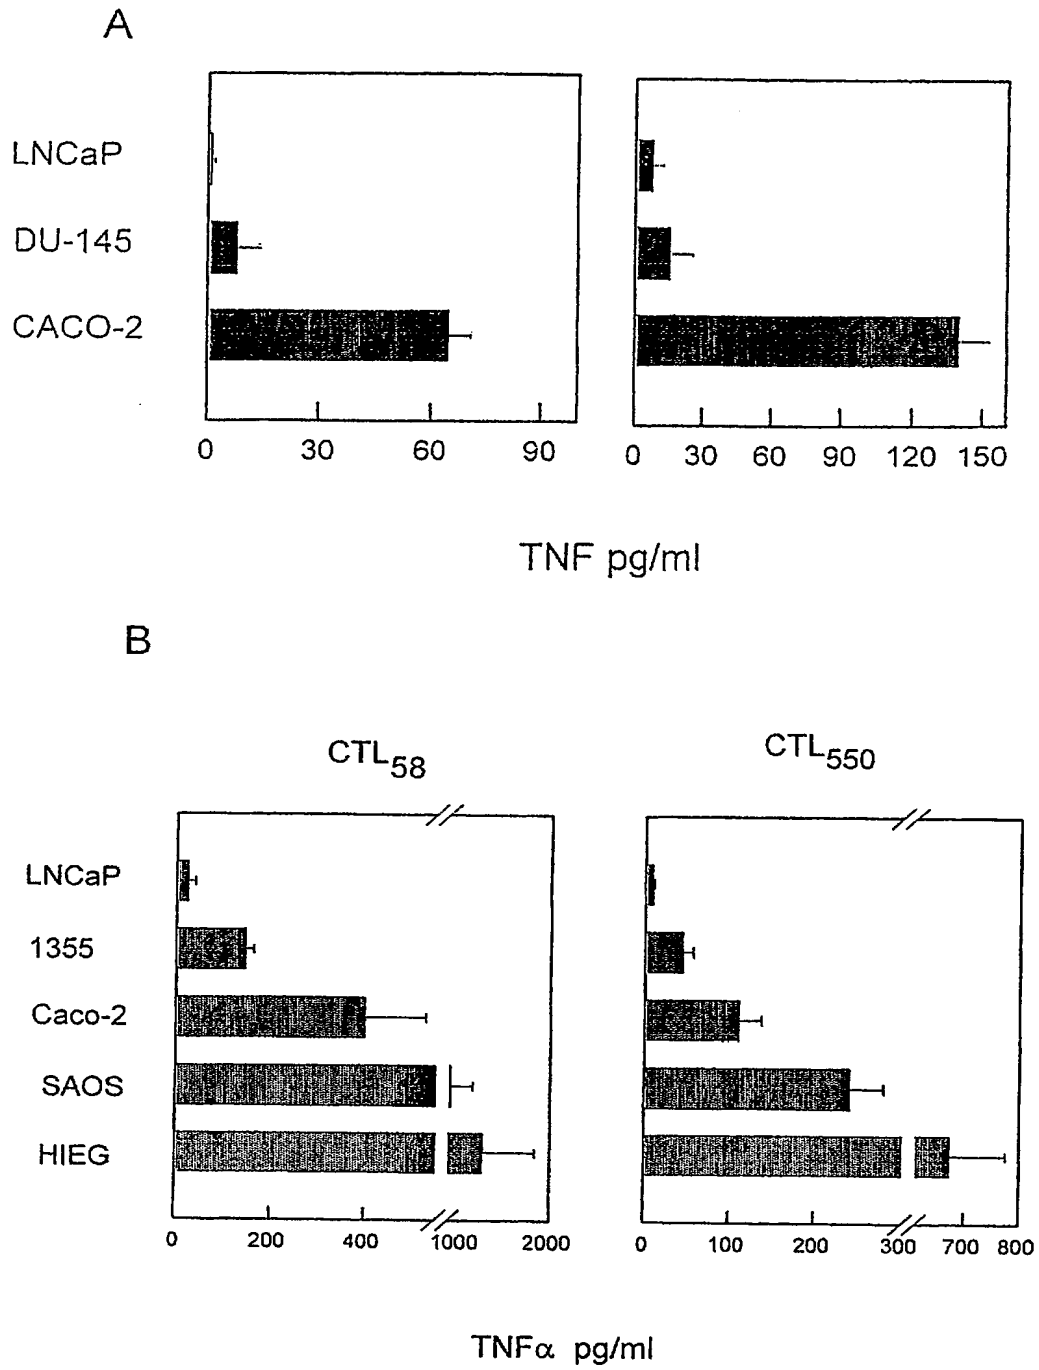 A
LNCaP
DU-145
CACO-2
0 30 60 90
0 30 60 90 120 150
TNF pg/ml
B
CTL58
CTL550
LNCaP
1355
Caco-2
SAOS
HIEG
0 200 400 1000 2000
0 100 200 300 700 800
TNFα pg/ml